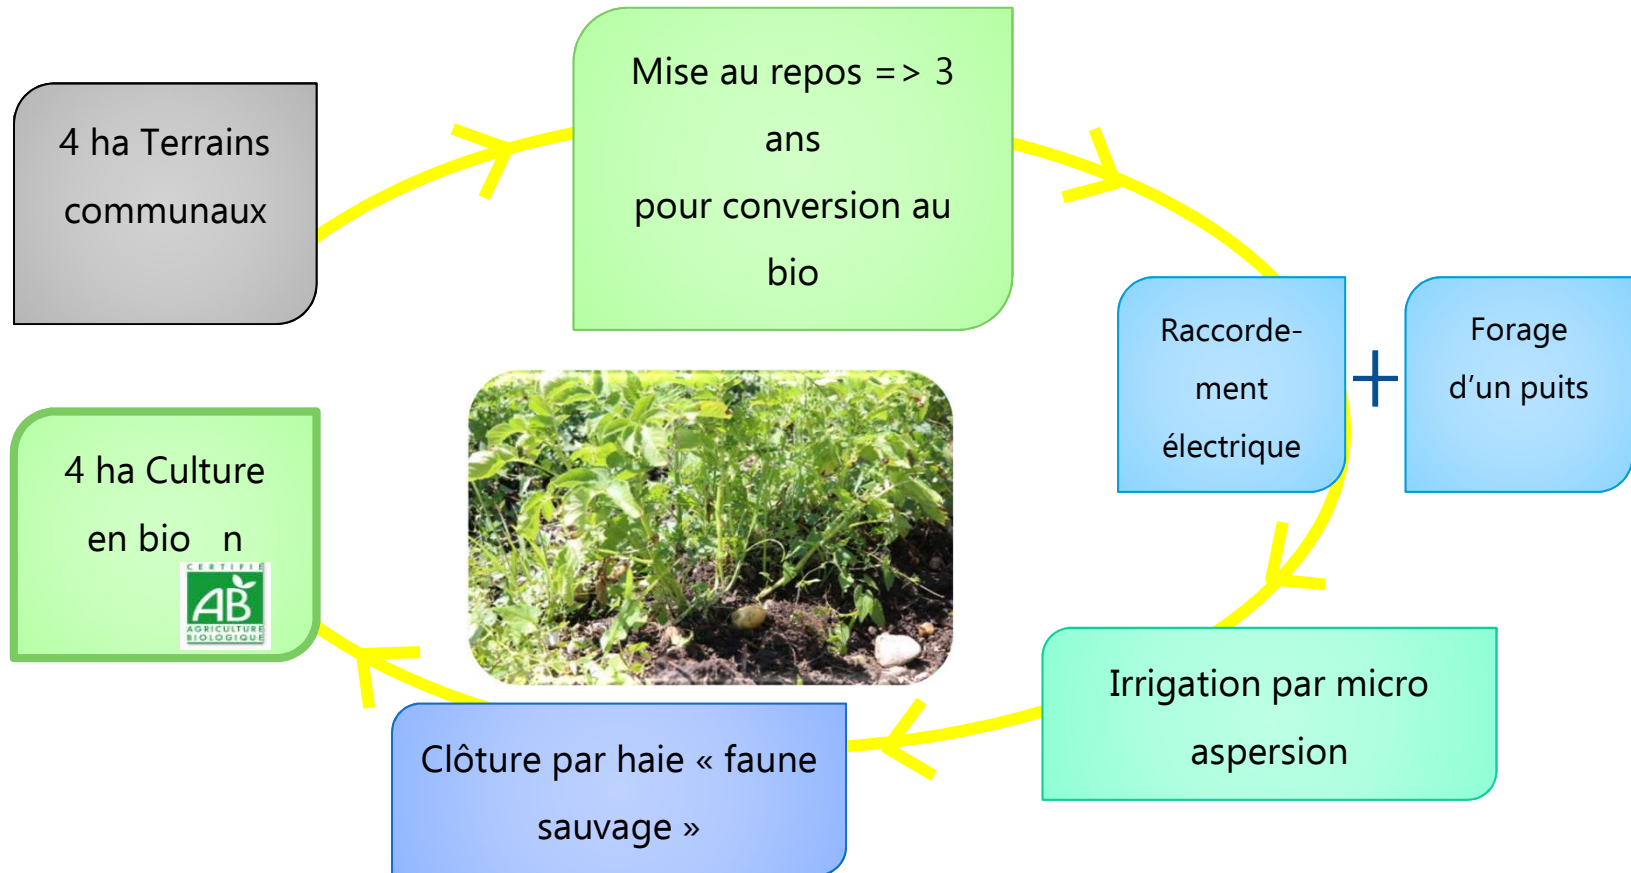 4 ha Terrains
communaux
Mise au repos => 3
ans
pour conversion au
bio
Raccorde-
ment
électrique
+
Forage
d’un puits
Irrigation par micro
aspersion
Clôture par haie « faune
sauvage »
4 ha Culture
en bio n
CERTIFIÉ
AB
AGRICULTURE
BIOLOGIQUE